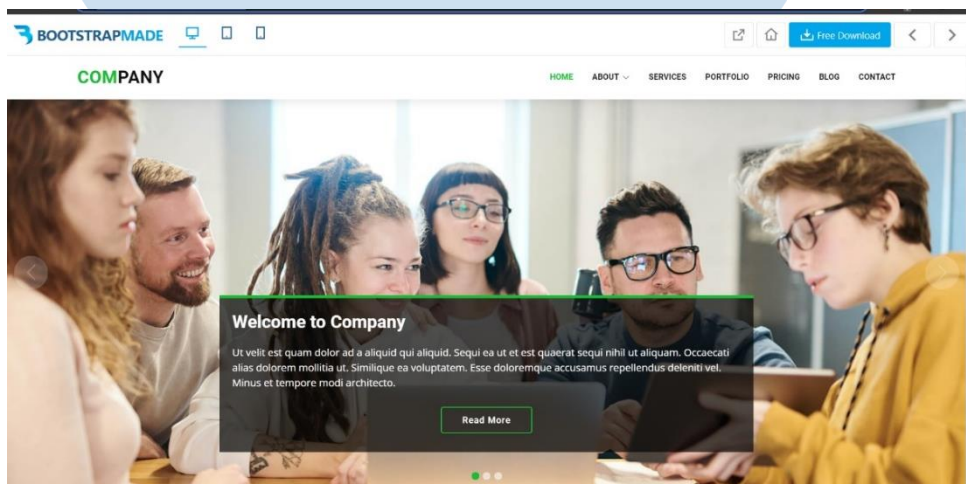 BOOTSTRAPMADE
Free Download
COMPANY
HOME ABOUT SERVICES PORTFOLIO PRICING BLOG CONTACT
Welcome to Company
Ut velit est quam dolor ad a aliquid qui aliquid. Sequi ea ut et est quaerat sequi nihil ut aliquam. Occaecati
alias dolorem mollitia ut. Similique ea voluptatem. Esse doloremque accusamus repellendus deleniti vel.
Minus et tempore modi architecto.
Read More